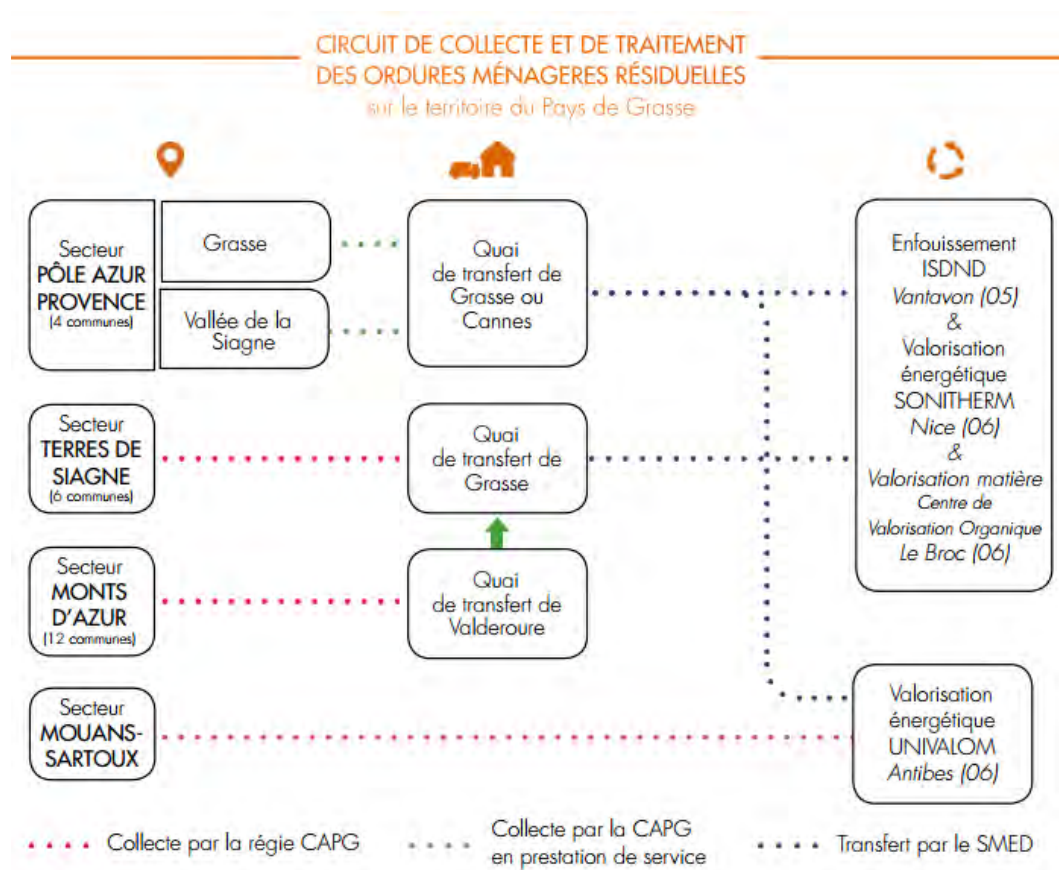 CIRCUIT DE COLLECTE ET DE TRAITEMENT
DES ORDURES MÉNAGERES RÉSIDUELLES
sur le territoire du Pays de Grasse
Secteur
PÔLE AZUR
PROVENCE
(4 communes)
Grasse
Vallée de la
Siagne
Quai
de transfert de
Grasse ou
Cannes
Secteur
TERRES DE
SIAGNE
(6 communes)
Quai
de transfert de
Grasse
Secteur
MONTS
D'AZUR
(12 communes)
Quai
de transfert de
Valderoure
Secteur
MOUANS-
SARTOUX
Enfouissement
ISDND
Vantavon (05)
&
Valorisation
énergétique
SONITHERM
Nice (06)
&
Valorisation matière
Centre de
Valorisation Organique
Le Broc (06)
Valorisation
énergétique
UNIVALOM
Antibes (06)
Collecte par la régie CAPG
Collecte par la CAPG
en prestation de service
Transfert par le SMED